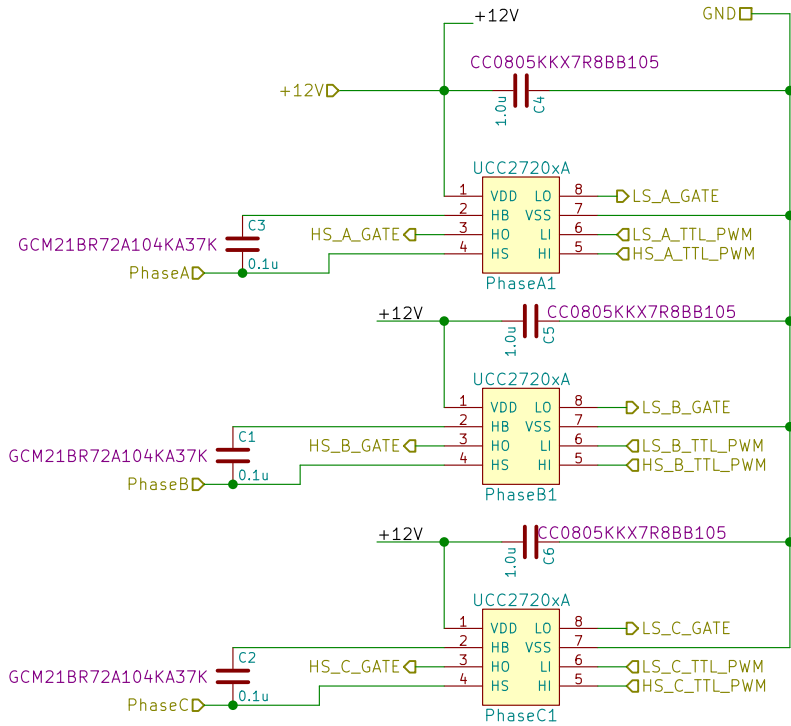 +12V
GND
CC0805KKX7R8BB105
+12V
1.0u
C4
UCC2720xA
1 VDD LO 8 LS_A_GATE
2 HB VSS 7
C3
GCM21BR72A104KA37K
HS_A_GATE 3 HO LI 6 LS_A_TTL_PWM
4 HS HI 5 HS_A_TTL_PWM
0.1u
PhaseA
PhaseA1
+12V
CC0805KKX7R8BB105
1.0u
C5
UCC2720xA
1 VDD LO 8 LS_B_GATE
2 HB VSS 7
C1
GCM21BR72A104KA37K
HS_B_GATE 3 HO LI 6 LS_B_TTL_PWM
4 HS HI 5 HS_B_TTL_PWM
0.1u
PhaseB
PhaseB1
+12V
CC0805KKX7R8BB105
1.0u
C6
UCC2720xA
1 VDD LO 8 LS_C_GATE
2 HB VSS 7
C2
GCM21BR72A104KA37K
HS_C_GATE 3 HO LI 6 LS_C_TTL_PWM
4 HS HI 5 HS_C_TTL_PWM
0.1u
PhaseC
PhaseC1